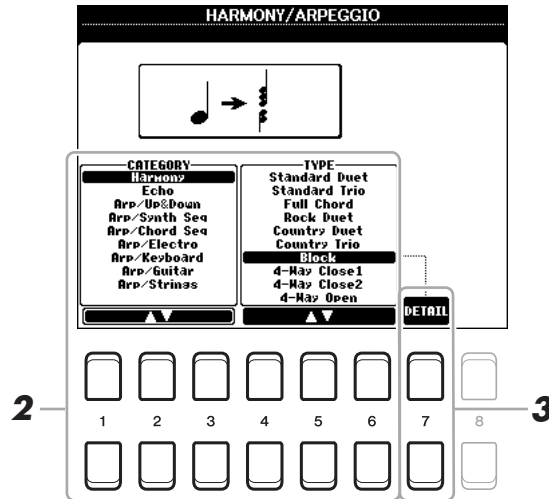 HARMONY/ARPEGGIO
CATEGORY
Harmony
Echo
Arp/Up&Down
Arp/Synth Seq
Arp/Chord Seq
Arp/Electro
Arp/Keyboard
Arp/Guitar
Arp/Strings
TYPE
Standard Duet
Standard Trio
Full Chord
Rock Duet
Country Duet
Country Trio
Block
4-Way Close1
4-Way Close2
4-Way Open
DETAIL
2
1 2 3 4 5 6 7 8
3